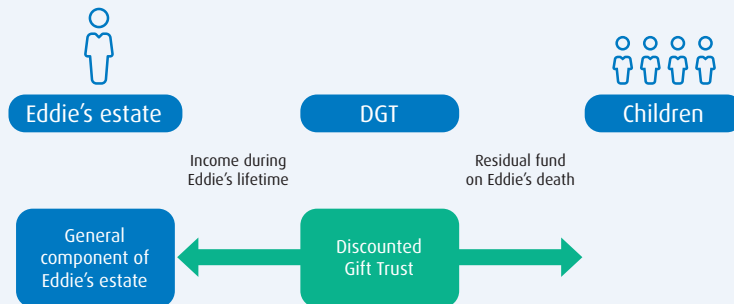 Eddie's estate
DGT
Children
Income during
Eddie's lifetime
Residual fund
on Eddie's death
General
component of
Eddie's estate
Discounted
Gift Trust